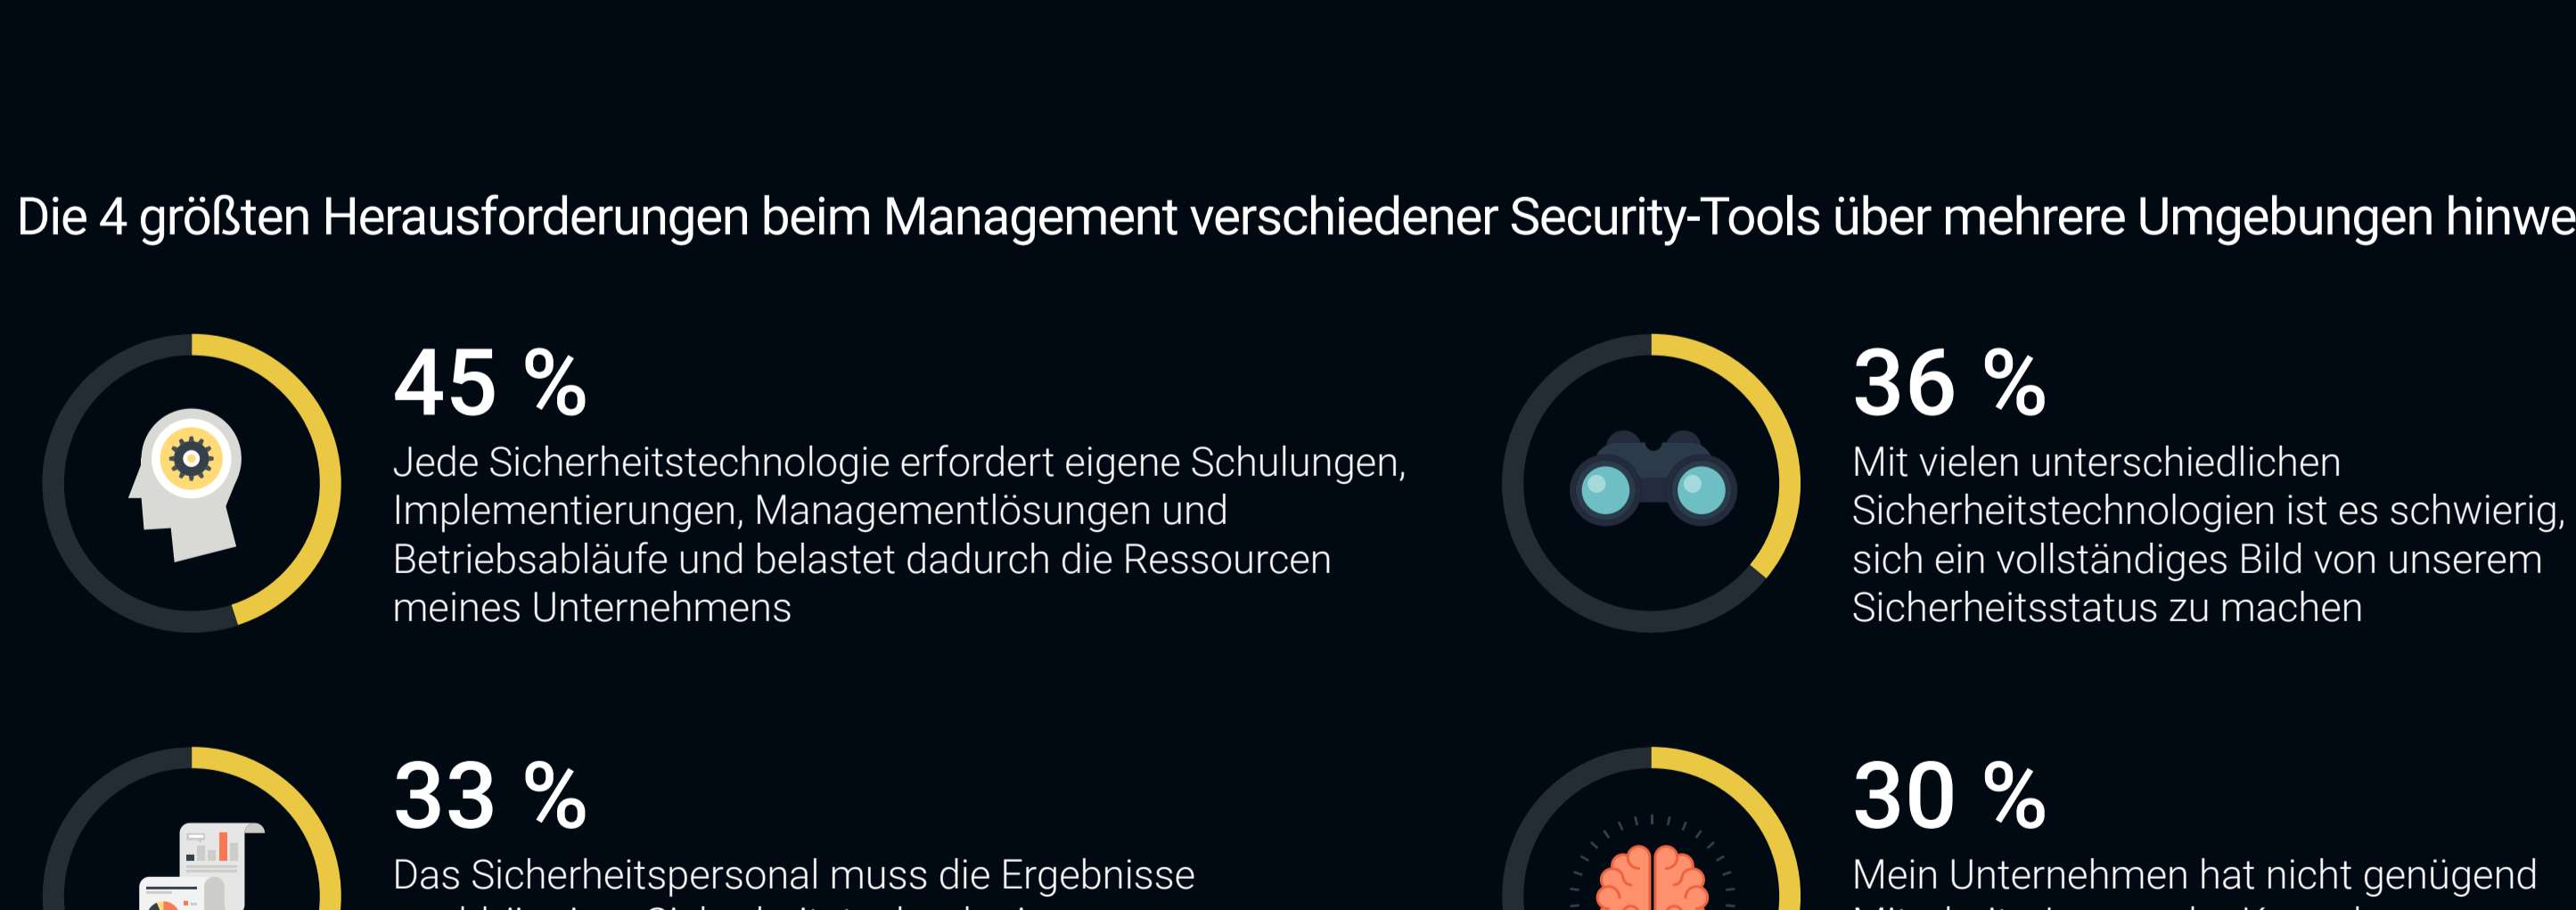 Die 4 größten Herausforderungen beim Management verschiedener Security-Tools über mehrere Umgebungen hinwe
45 %
Jede Sicherheitstechnologie erfordert eigene Schulungen,
Implementierungen, Managementlösungen und
Betriebsabläufe und belastet dadurch die Ressourcen
meines Unternehmens
36 %
Mit vielen unterschiedlichen
Sicherheitstechnologien ist es schwierig,
sich ein vollständiges Bild von unserem
Sicherheitsstatus zu machen
33 %
Das Sicherheitspersonal muss die Ergebnisse
30 %
Mein Unternehmen hat nicht genügend